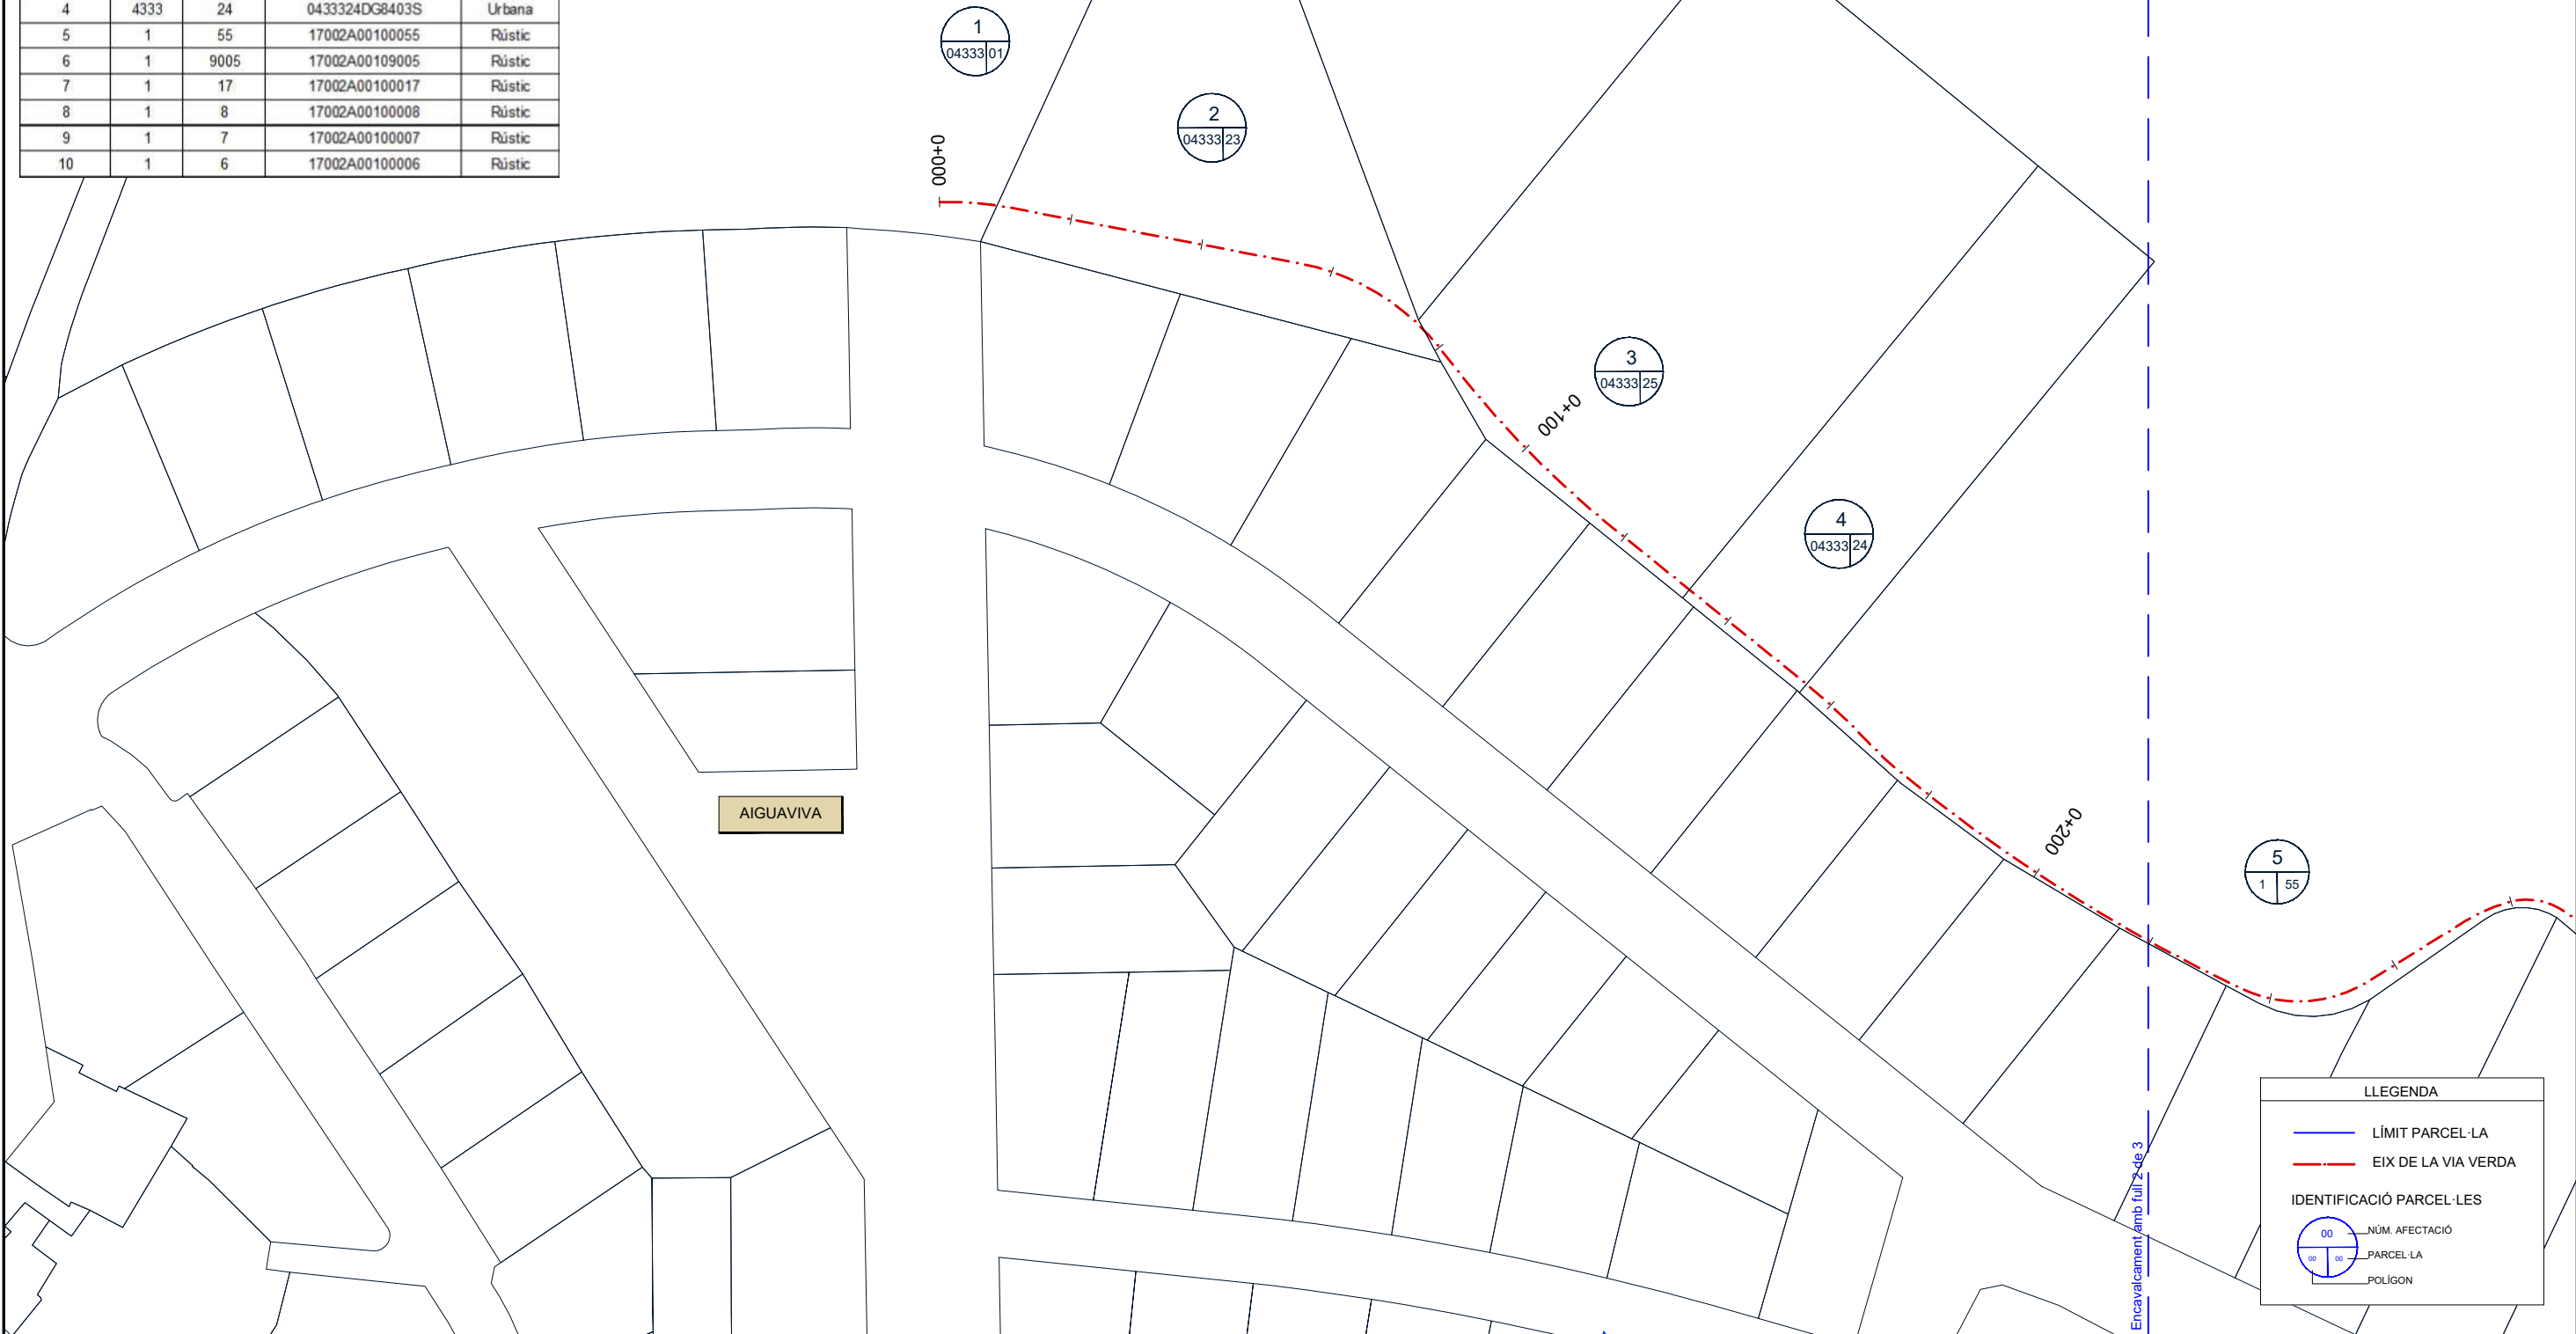 4 4333 24 0433324DG8403S Urbana
5 1 55 17002A00100055 Rústic
6 1 9005 17002A00109005 Rústic
7 1 17 17002A00100017 Rústic
8 1 8 17002A00100008 Rústic
9 1 7 17002A00100007 Rústic
10 1 6 17002A00100006 Rústic
1
04333 01
2
04333 23
0+000
3
04333 25
0+100
4
04333 24
AIGUAVIVA
0+200
5
1 55
Encavalcament amb full 2 de 3
LLEGENDA
LÍMIT PARCEL·LA
EIX DE LA VIA VERDA
IDENTIFICACIÓ PARCEL·LES
00 NÚM. AFECTACIÓ
00 00 PARCEL·LA
POLÍGON